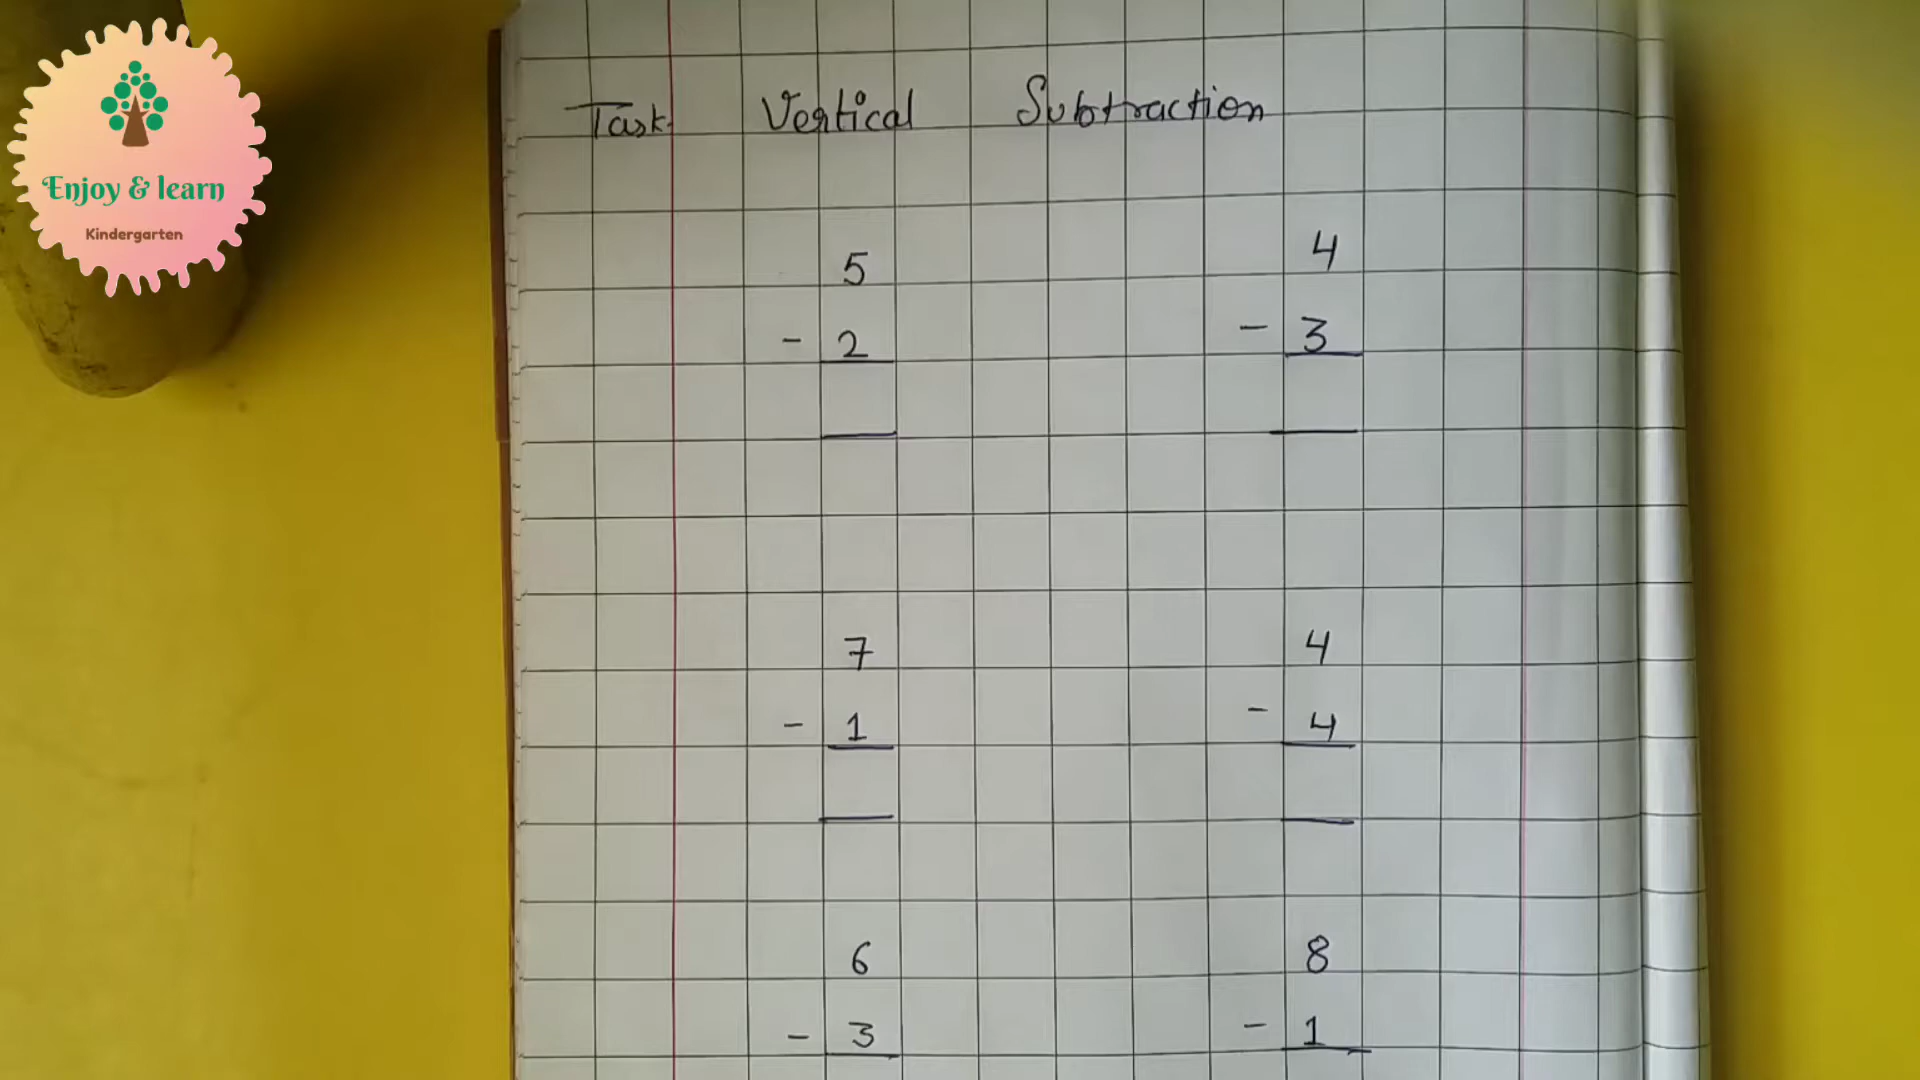 Enjoy & learn
Kindergarten
Task Vertical Subtraction
5 4
- 2 - 3
7 4
- 1 - 4
6 8
- 3 - 1